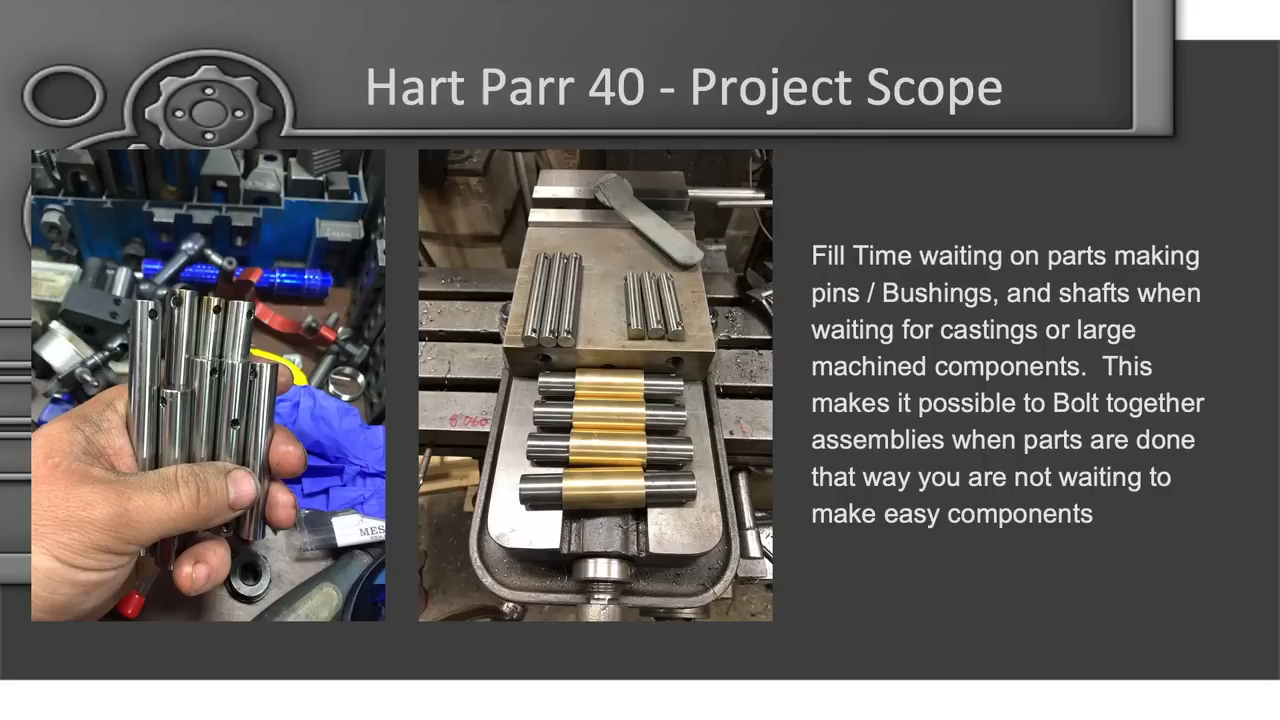 Hart Parr 40 - Project Scope
Fill Time waiting on parts making
pins / Bushings, and shafts when
waiting for castings or large
machined components.  This
makes it possible to Bolt together
assemblies when parts are done
that way you are not waiting to
make easy components
MES